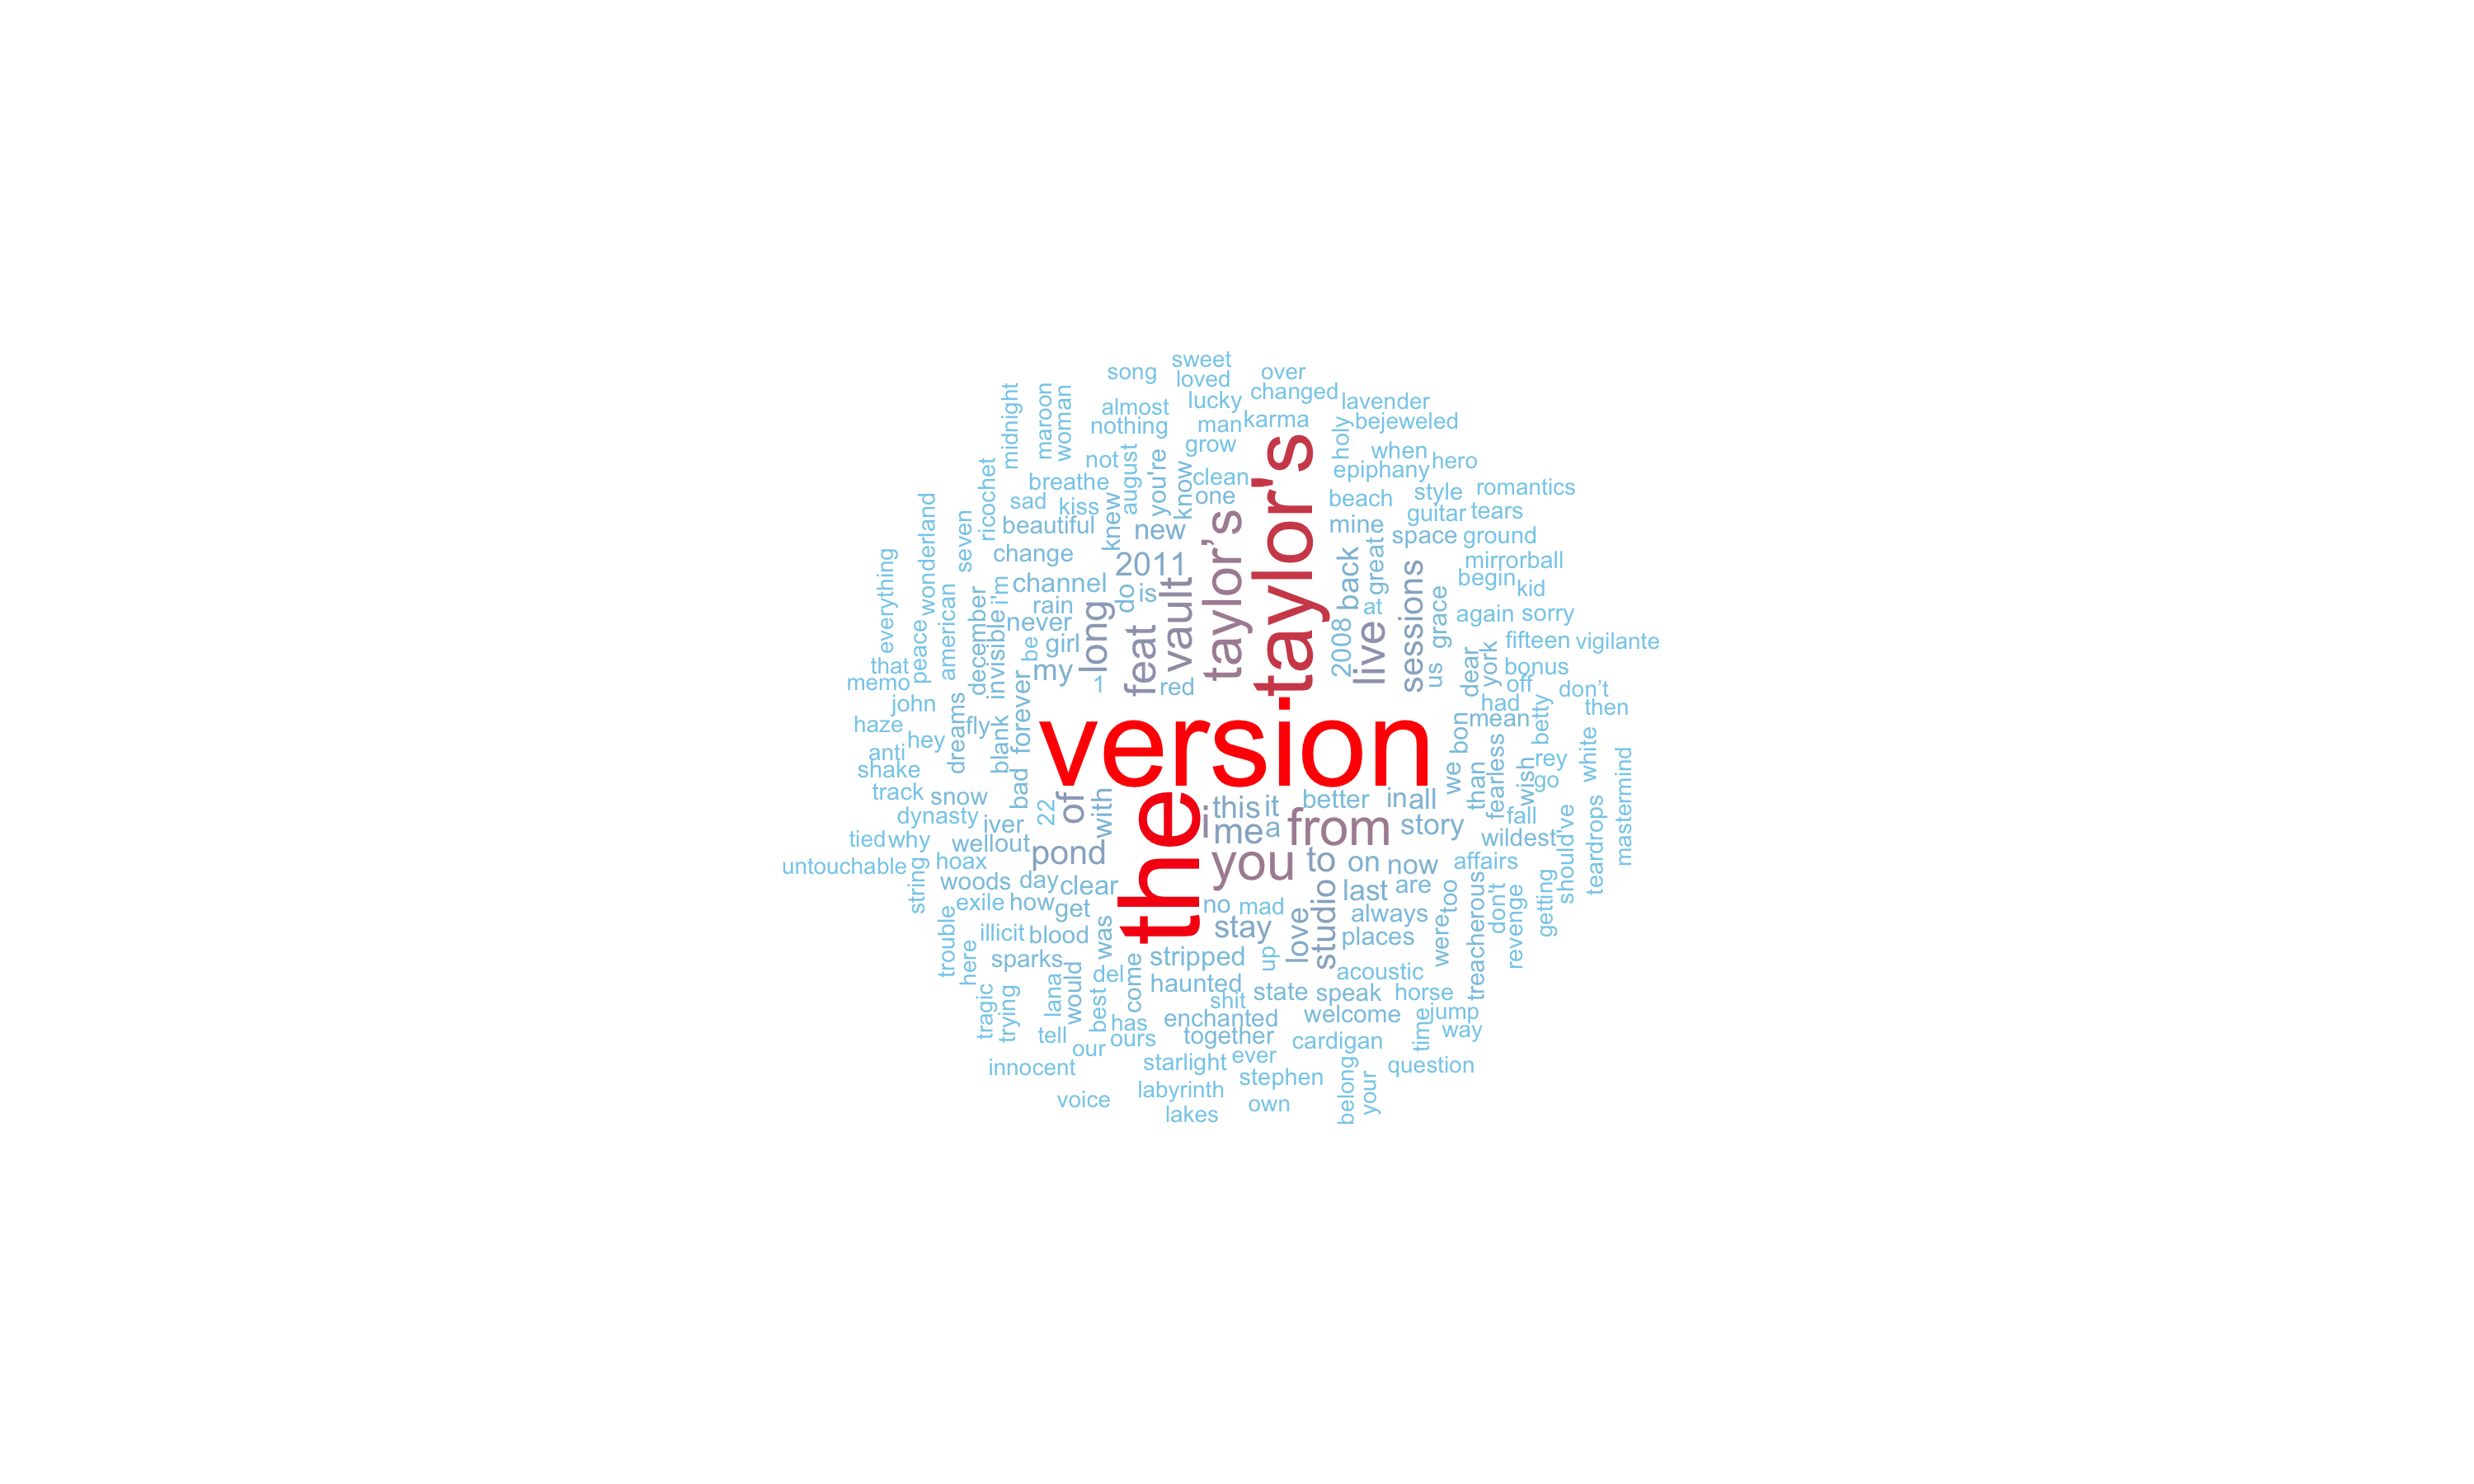 sweet
song
loved
over
changed
midnight
maroon
woman
almost
lucky
lavender
nothing
man
karma
holy
bejeweled
grow
when
not
august
you're
know
clean
epiphany
hero
ricochet
breathe
one
beach
style
romantics
sad
kiss
knew
guitar
tears
wonderland
seven
beautiful
new
taylor’s
taylor's
mine
space
ground
everything
change
2011
back
great
sessions
mirrorball
american
december
i'm
channel
do
is
vault
at
begin
kid
peace
invisible
rain
long
feat
2008
live
grace
again
sorry
never
be
girl
us
dear
york
fifteen
vigilante
that
my
bonus
memo
forever
1
red
off
don’t
john
dreams
had
betty
then
haze
hey
fly
blank
version
we
bon
mean
anti
fearless
rey
white
mastermind
shake
bad
than
wish
go
track
snow
22
of
with
the
this
it
better
in
all
dynasty
iver
i
me
a
from
story
fall
should've
teardrops
tied
why
well
out
wildest
untouchable
string
hoax
pond
you
to
on
now
affairs
woods
day
clear
last
are
too
treacherous
don't
revenge
getting
exile
how
get
no
mad
love
studio
always
were
trouble
here
illicit
blood
was
stay
places
sparks
stripped
up
acoustic
tragic
trying
lana
would
del
best
come
haunted
state
speak
horse
shit
has
enchanted
welcome
time
jump
tell
our
ours
together
cardigan
way
innocent
starlight
ever
question
stephen
belong
your
voice
labyrinth
own
lakes